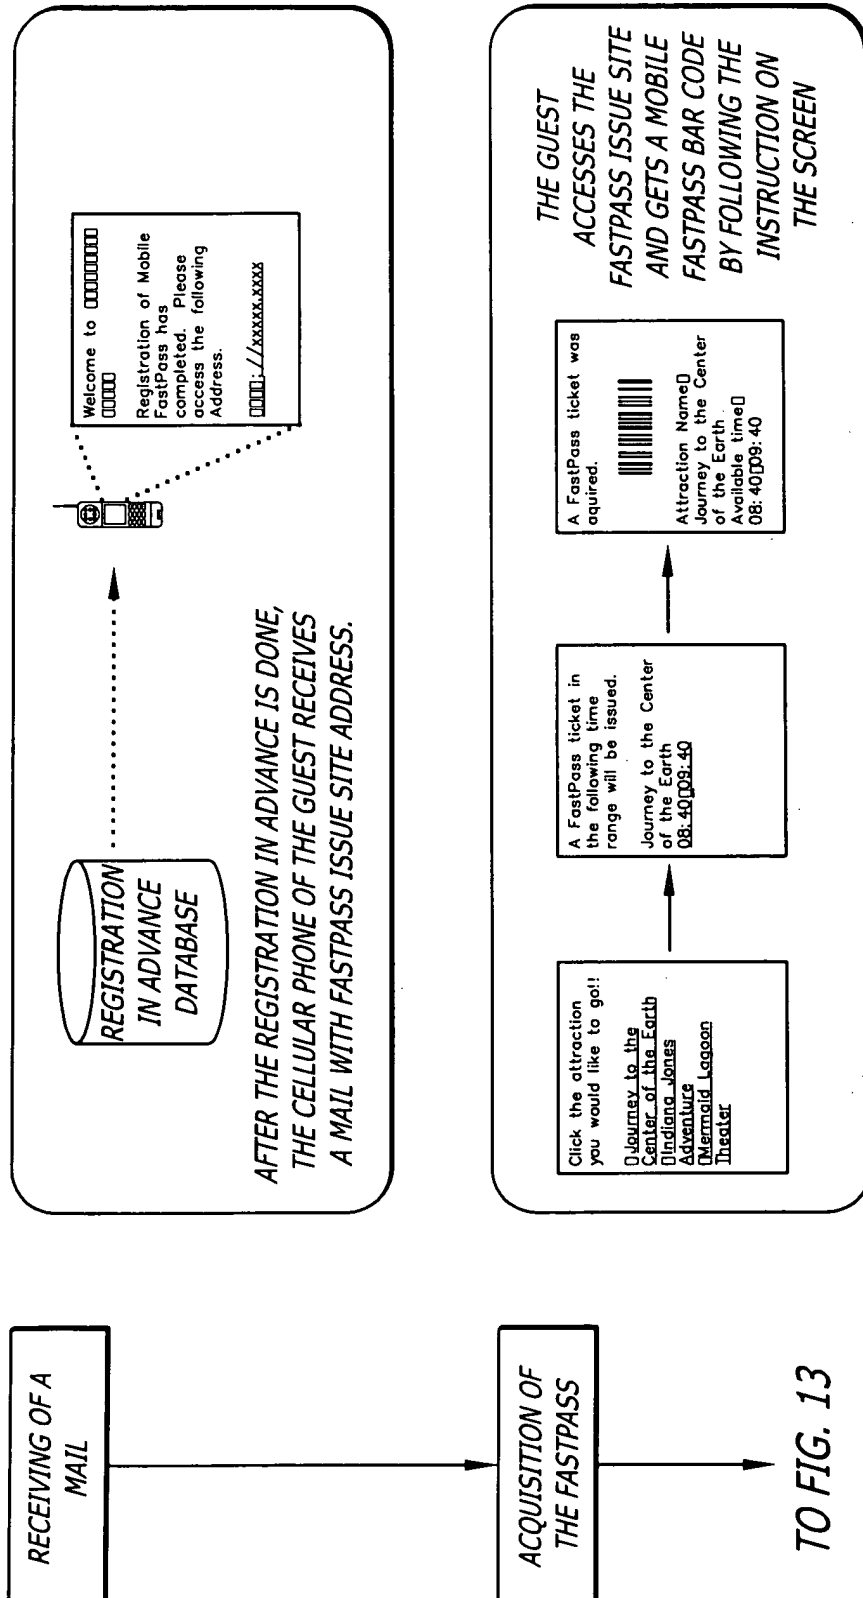 RECEIVING OF A
MAIL
REGISTRATION
IN ADVANCE
DATABASE
Welcome to ▯▯▯▯▯▯▯▯▯▯
▯▯▯▯▯
Registration of Mobile
FastPass has
completed. Please
access the following
Address.
▯▯▯▯://xxxxx.xxxx
AFTER THE REGISTRATION IN ADVANCE IS DONE,
THE CELLULAR PHONE OF THE GUEST RECEIVES
A MAIL WITH FASTPASS ISSUE SITE ADDRESS.
ACQUISITION OF
THE FASTPASS
Click the attraction
you would like to go!!
▯Journey to the
Center of the Earth
▯Indiana Jones
Adventure
▯Mermaid Lagoon
Theater
A FastPass ticket in
the following time
range will be issued.
Journey to the Center
of the Earth
08:40▯09:40
A FastPass ticket was
aquired.
Attraction Name▯
Journey to the Center
of the Earth
Available time▯
08:40▯09:40
THE GUEST
ACCESSES THE
FASTPASS ISSUE SITE
AND GETS A MOBILE
FASTPASS BAR CODE
BY FOLLOWING THE
INSTRUCTION ON
THE SCREEN
TO FIG. 13